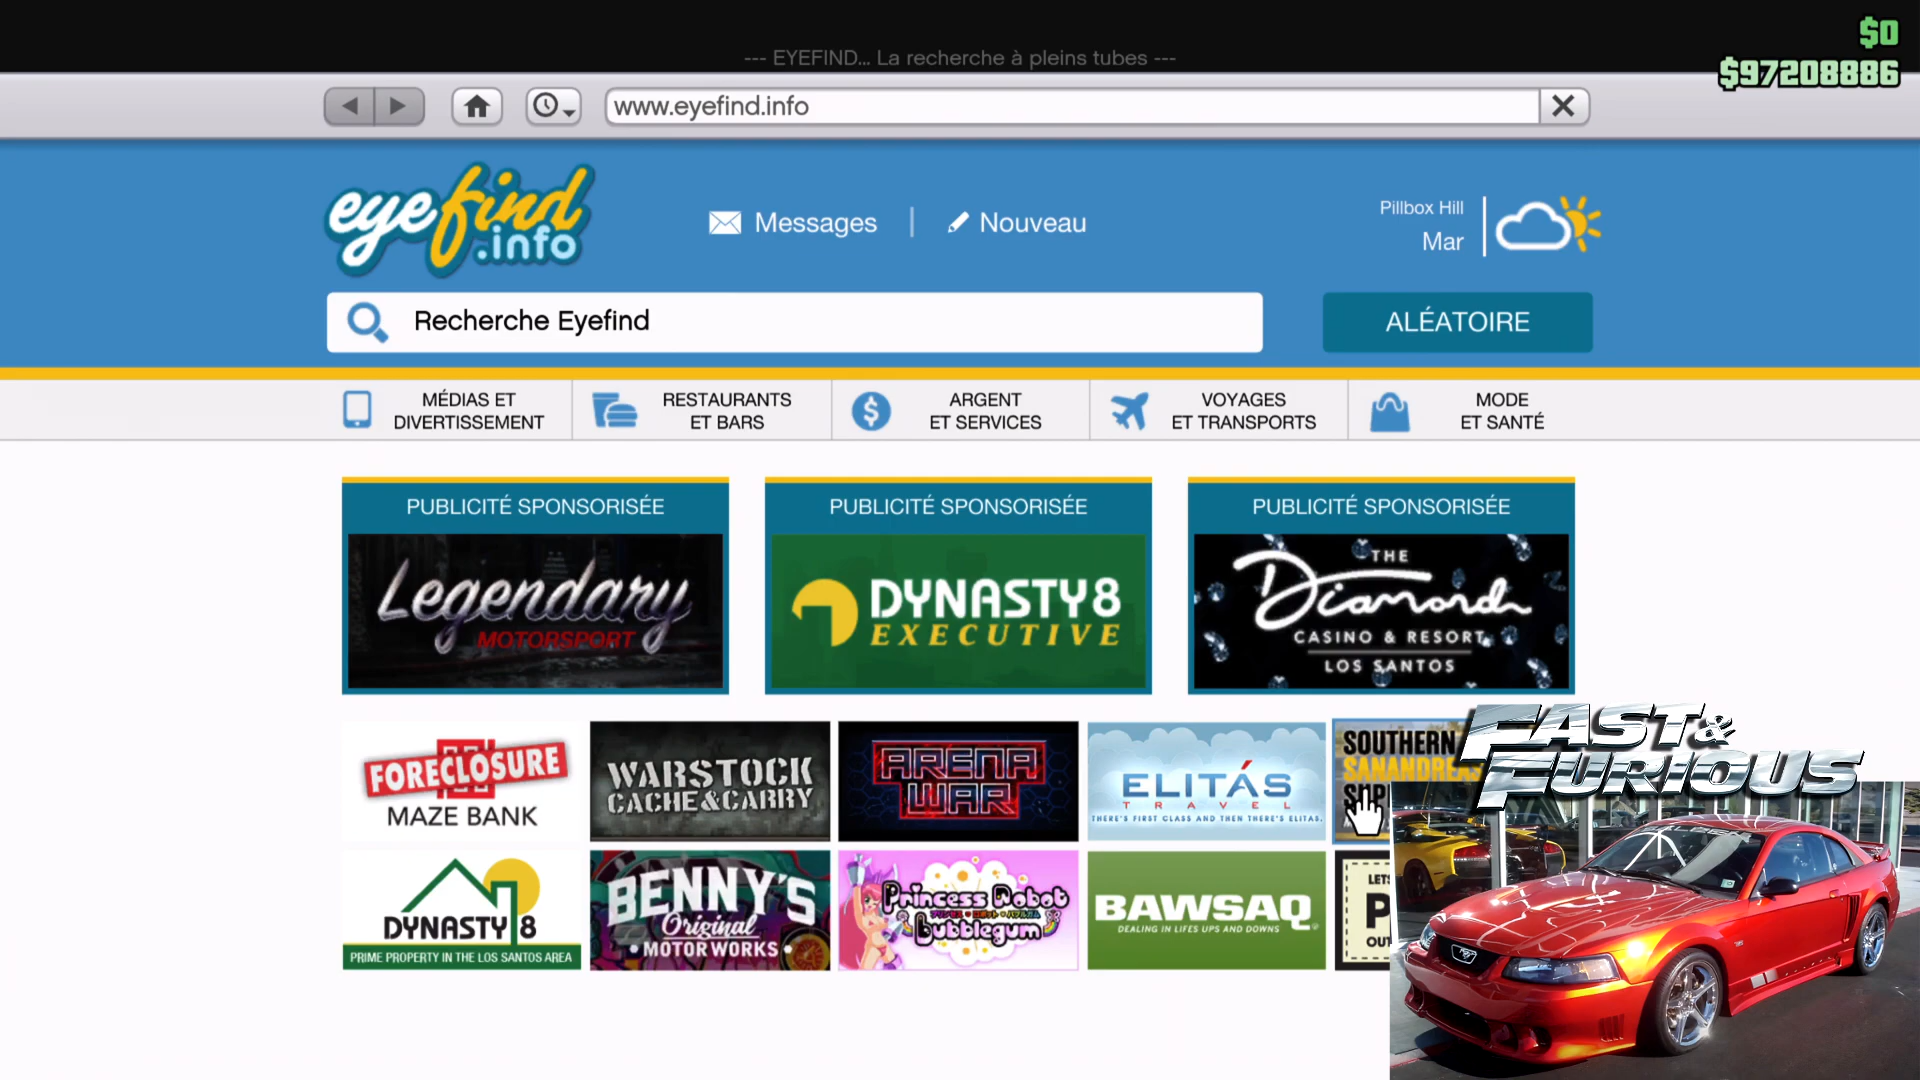 $0
--- EYEFIND... La recherche à pleins tubes ---
$97208886
www.eyefind.info
eyefind
.info
Messages
Nouveau
Pillbox Hill
Mar
Recherche Eyefind
ALÉATOIRE
MÉDIAS ET
DIVERTISSEMENT
RESTAURANTS
ET BARS
ARGENT
ET SERVICES
VOYAGES
ET TRANSPORTS
MODE
ET SANTÉ
PUBLICITÉ SPONSORISÉE
Legendary
MOTORSPORT
PUBLICITÉ SPONSORISÉE
DYNASTY8
EXECUTIVE
PUBLICITÉ SPONSORISÉE
THE
Diamond
CASINO & RESORT
LOS SANTOS
FORECLOSURE
MAZE BANK
WARSTOCK
CACHE&CARRY
ARENA
WAR
ELITÁS
TRAVEL
THERE'S FIRST CLASS AND THEN THERE'S ELITAS.
SOUTHERN
SANANDREAS
FAST &
FURIOUS
DYNASTY 8
PRIME PROPERTY IN THE LOS SANTOS AREA
BENNY'S
Original
MOTOR WORKS
Princess Robot
Bubblegum
BAWSAQ
DEALING IN LIFES UPS AND DOWNS